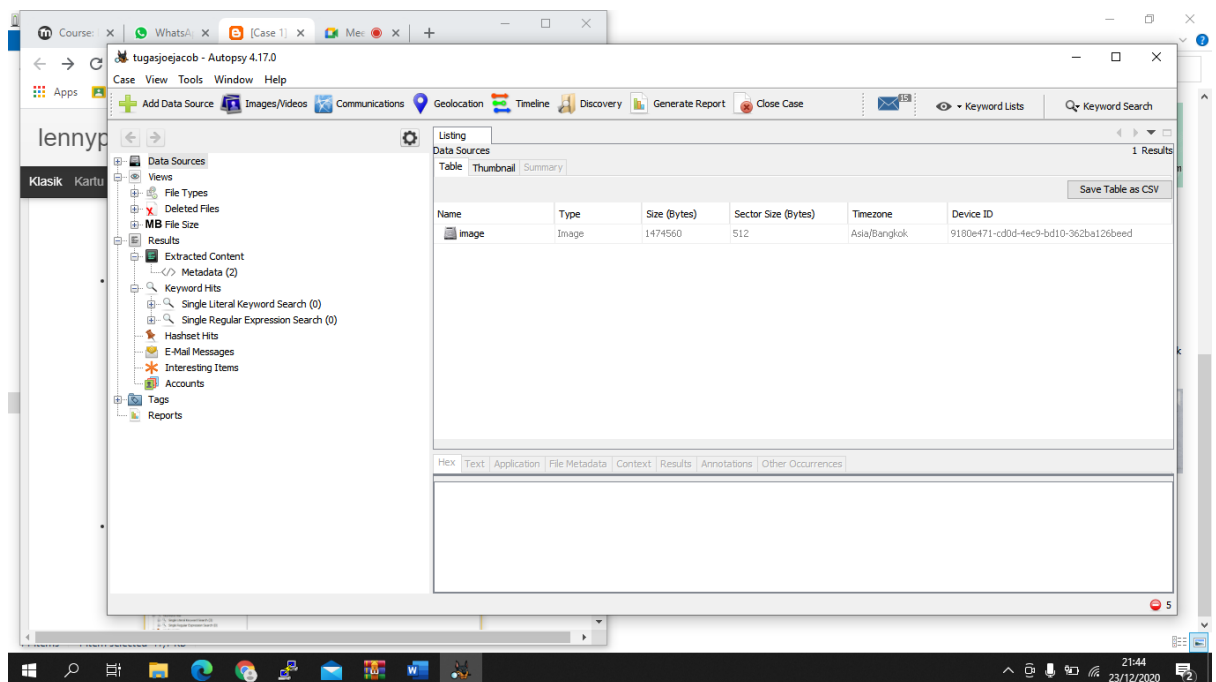 Course: WhatsA [Case 1] Mee
tugasjoejacob - Autopsy 4.17.0
Case View Tools Window Help
Apps
Add Data Source Images/Videos Communications Geolocation Timeline Discovery Generate Report Close Case 15 Keyword Lists Keyword Search
lennyp
Klasik Kartu
Data Sources
Views
File Types
Deleted Files
MB File Size
Results
Extracted Content
Metadata (2)
Keyword Hits
Single Literal Keyword Search (0)
Single Regular Expression Search (0)
Hashset Hits
E-Mail Messages
Interesting Items
Accounts
Tags
Reports
Listing
Data Sources 1 Results
Table Thumbnail Summary
Save Table as CSV
Name Type Size (Bytes) Sector Size (Bytes) Timezone Device ID
image Image 1474560 512 Asia/Bangkok 9180e471-cd0d-4ec9-bd10-362ba126beed
Hex Text Application File Metadata Context Results Annotations Other Occurrences
5
21:44
23/12/2020
2